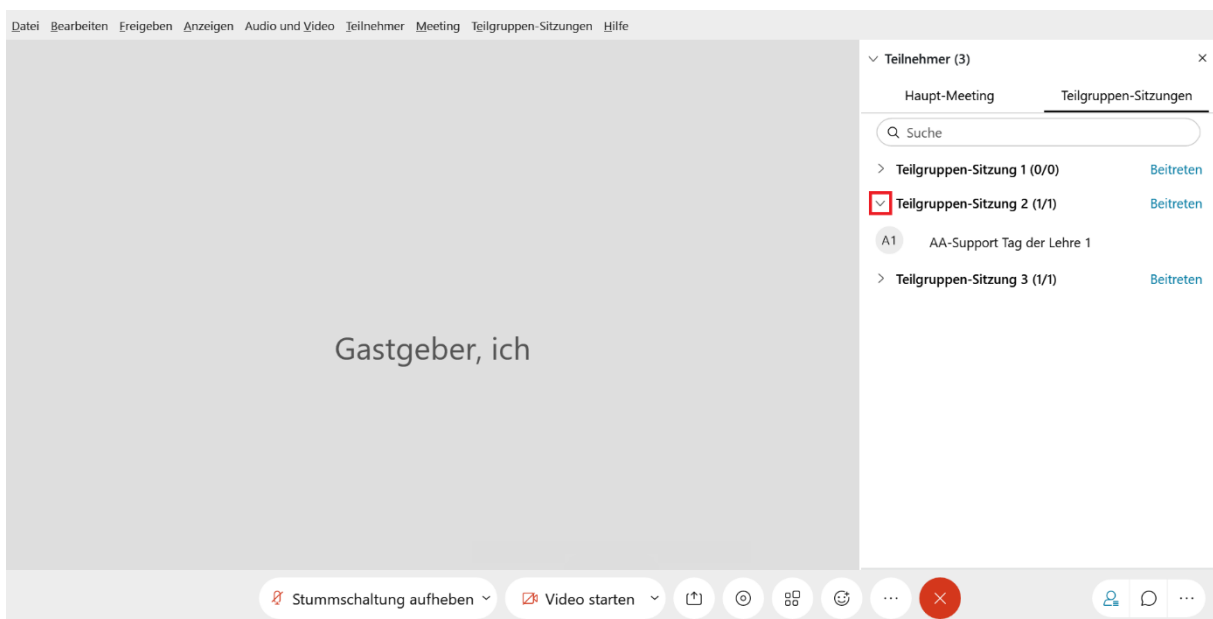 Datei Bearbeiten Freigeben Anzeigen Audio und Video Teilnehmer Meeting Teilgruppen-Sitzungen Hilfe
Teilnehmer (3)
Haupt-Meeting Teilgruppen-Sitzungen
Suche
Teilgruppen-Sitzung 1 (0/0) Beitreten
Teilgruppen-Sitzung 2 (1/1) Beitreten
A1 AA-Support Tag der Lehre 1
Teilgruppen-Sitzung 3 (1/1) Beitreten
Gastgeber, ich
Stummschaltung aufheben Video starten